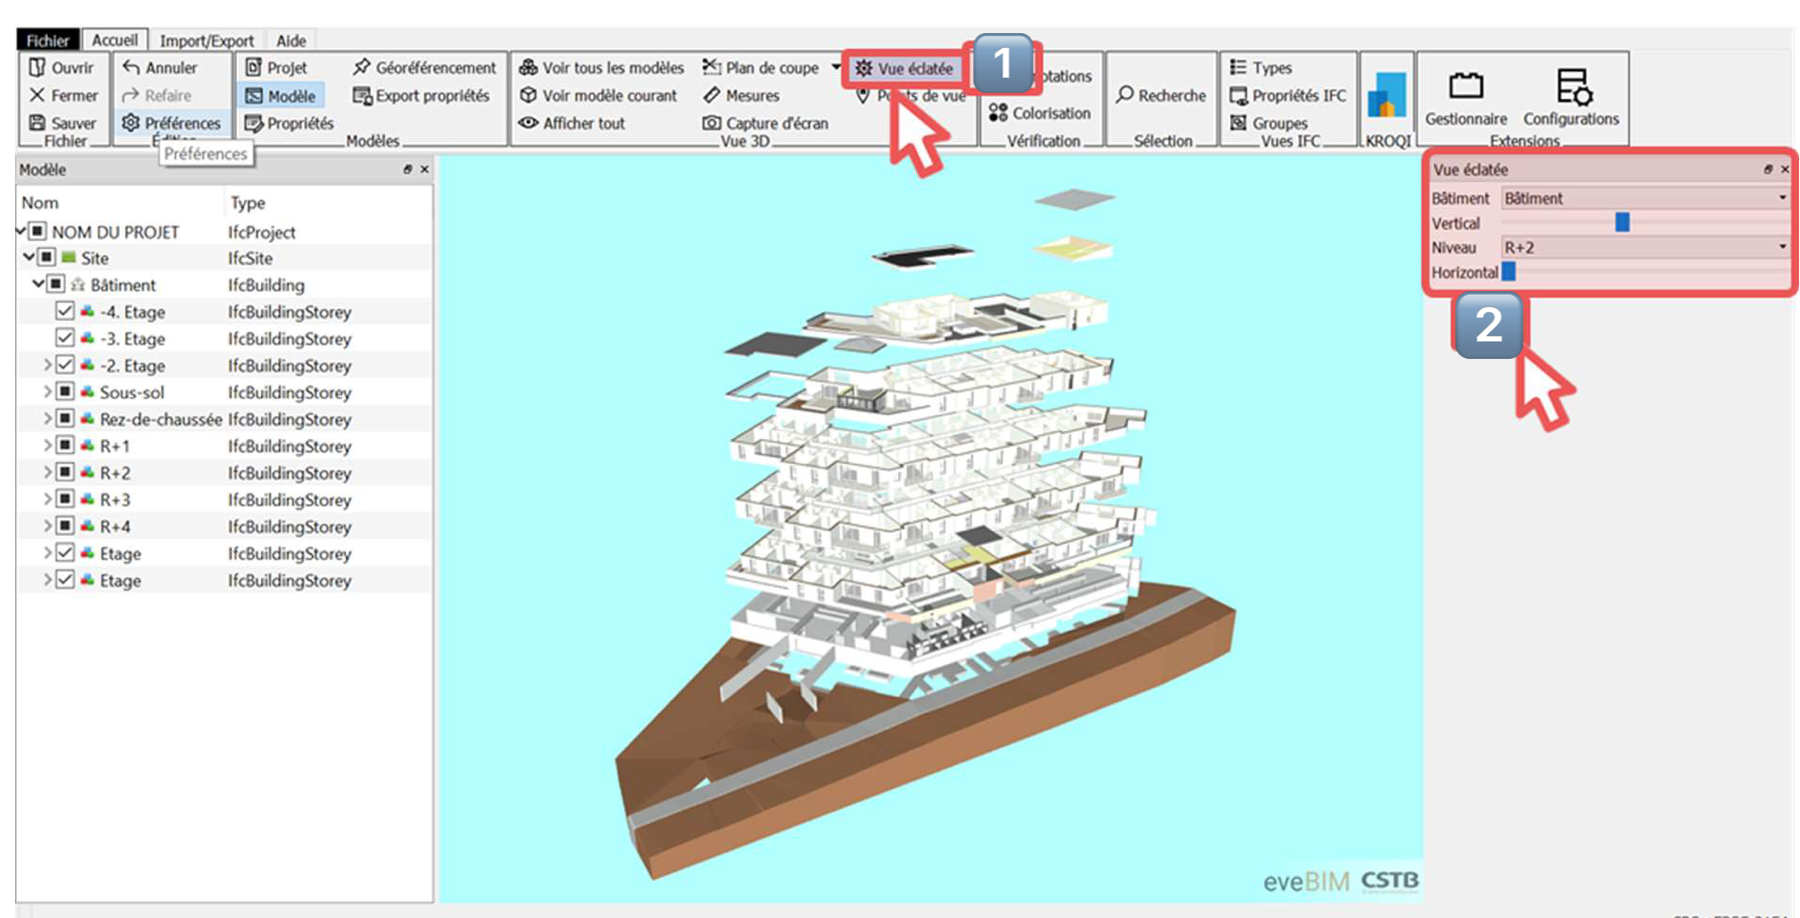 Fichier Accueil Import/Export Aide
Ouvrir Annuler Projet Géoréférencement Voir tous les modèles Plan de coupe Vue éclatée 1 Types
Fermer Refaire Modèle Export propriétés Voir modèle courant Mesures Points de vue Recherche Propriétés IFC
Sauver Préférences Propriétés Afficher tout Capture d'écran Colorisation Groupes Gestionnaire Configurations
Fichier Modèles Vue 3D Vérification Sélection Vues IFC KROQI Extensions
Préférences
Modèle
Nom Type
NOM DU PROJET IfcProject
Site IfcSite
Bâtiment IfcBuilding
-4. Etage IfcBuildingStorey
-3. Etage IfcBuildingStorey
-2. Etage IfcBuildingStorey
Sous-sol IfcBuildingStorey
Rez-de-chaussée IfcBuildingStorey
R+1 IfcBuildingStorey
R+2 IfcBuildingStorey
R+3 IfcBuildingStorey
R+4 IfcBuildingStorey
Etage IfcBuildingStorey
Etage IfcBuildingStorey
Vue éclatée
Bâtiment Bâtiment
Vertical
Niveau R+2
Horizontal
2
eveBIM CSTB